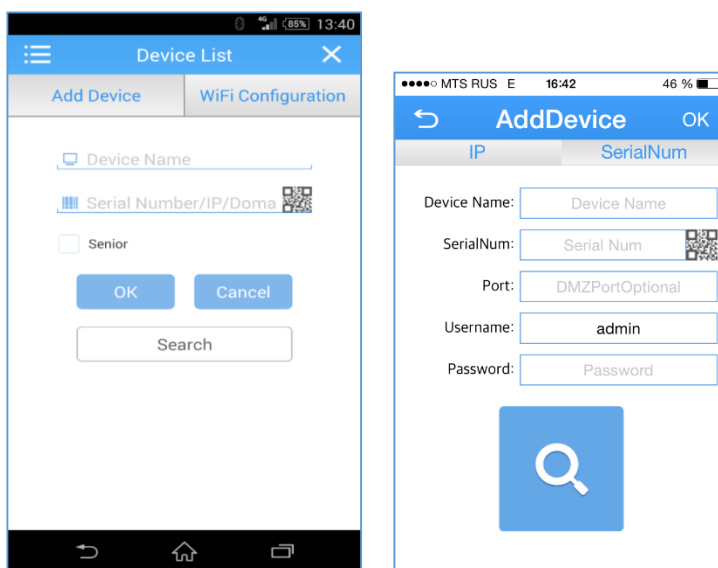 4G 85% 13:40
Device List
Add Device WiFi Configuration
Device Name
Serial Number/IP/Doma
Senior
OK Cancel
Search
MTS RUS E 16:42 46 %
AddDevice OK
IP SerialNum
Device Name: Device Name
SerialNum: Serial Num
Port: DMZPortOptional
Username: admin
Password: Password